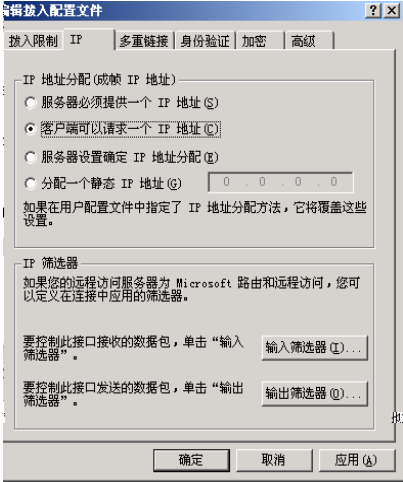 编辑拨入配置文件
拨入限制 IP 多重链接 身份验证 加密 高级
IP 地址分配(成帧 IP 地址)
服务器必须提供一个 IP 地址(S)
客户端可以请求一个 IP 地址(C)
服务器设置确定 IP 地址分配(E)
分配一个静态 IP 地址(G) 0 . 0 . 0 . 0
如果在用户配置文件中指定了 IP 地址分配方法，它将覆盖这些
设置。
IP 筛选器
如果您的远程访问服务器为 Microsoft 路由和远程访问，您可
以定义在连接中应用的筛选器。
要控制此接口接收的数据包，单击“输入
筛选器”。
输入筛选器(I)...
要控制此接口发送的数据包，单击“输出
筛选器”。
输出筛选器(O)...
确定 取消 应用(A)